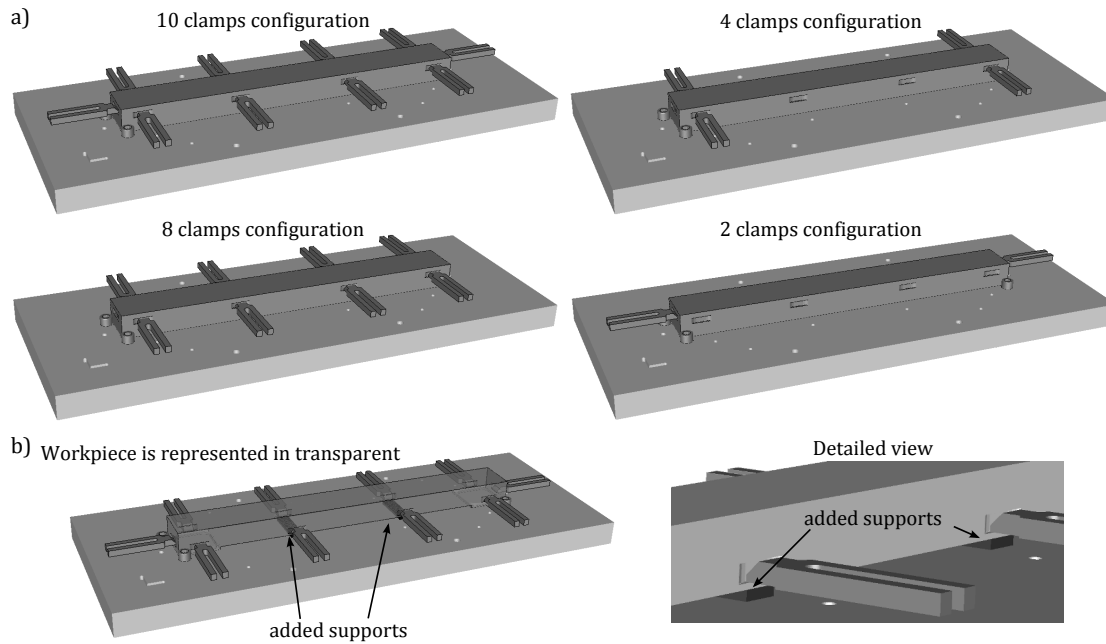 a)
10 clamps configuration
4 clamps configuration
8 clamps configuration
2 clamps configuration
b)
Workpiece is represented in transparent
added supports
Detailed view
added supports